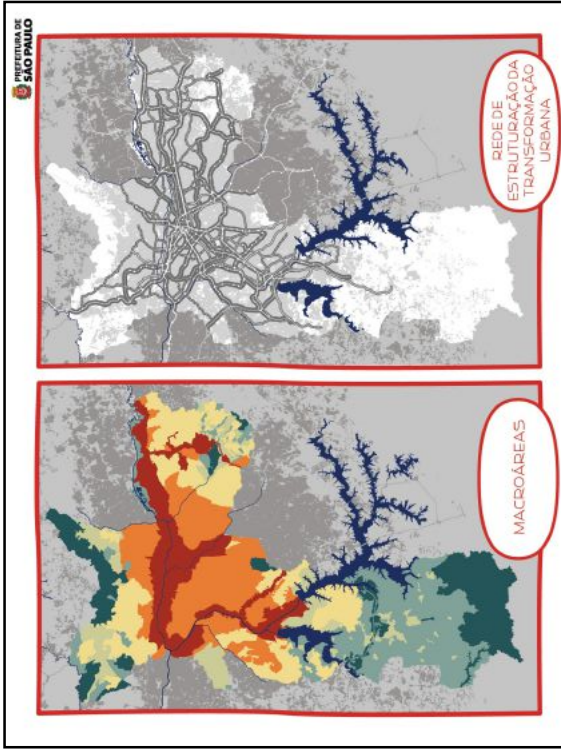 PREFEITURA DE
SÃO PAULO
MACROÁREAS
REDE DE
ESTRUTURAÇÃO DA
TRANSFORMAÇÃO
URBANA